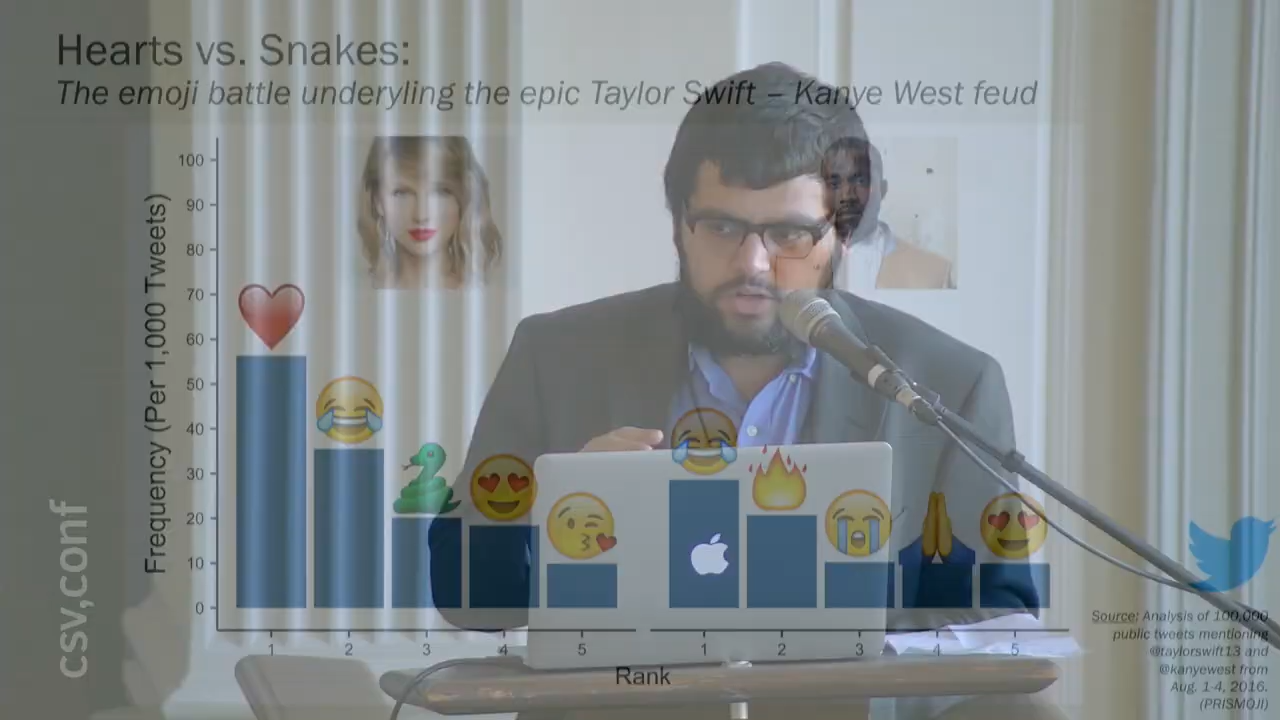 Hearts vs. Snakes:
The emoji battle underyling the epic Taylor Swift – Kanye West feud
100
90
80
70
60
50
40
30
20
10
0
Frequency (Per 1,000 Tweets)
1 2 3 4 5 1 2 3 4 5
Rank
csv,conf
Source: Analysis of 100,000
public tweets mentioning
@taylorswift13 and
@kanyewest from
Aug. 1-4, 2016.
(PRISMOJI)